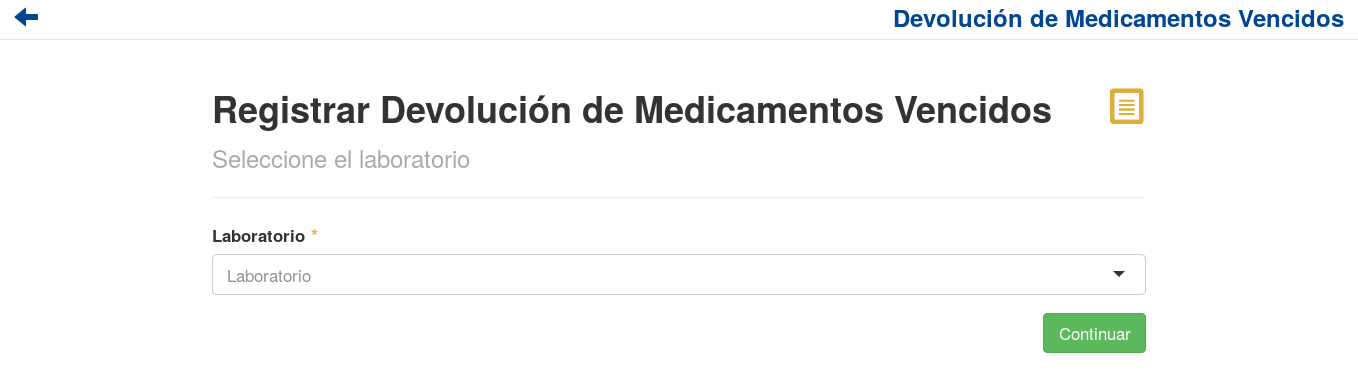 Devolución de Medicamentos Vencidos
Registrar Devolución de Medicamentos Vencidos
Seleccione el laboratorio
Laboratorio *
Laboratorio
Continuar